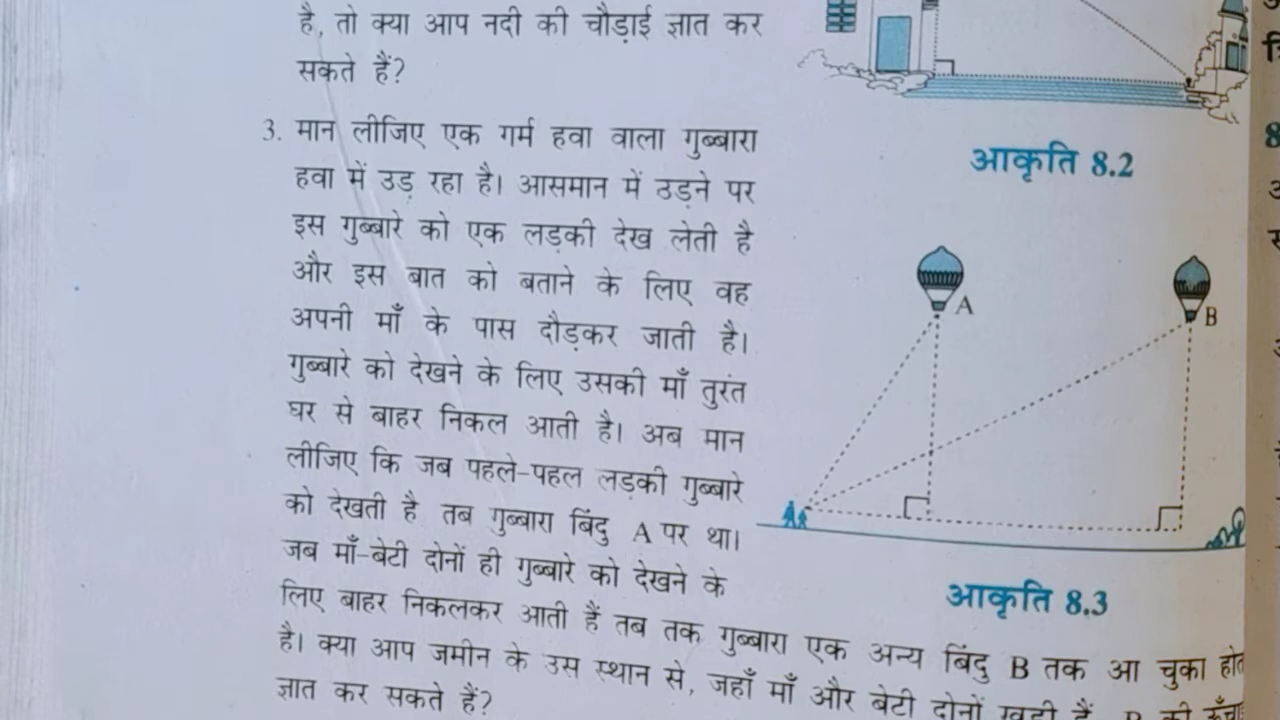 है, तो क्या आप नदी की चौड़ाई ज्ञात कर
सकते हैं?
आकृति 8.2
3. मान लीजिए एक गर्म हवा वाला गुब्बारा
हवा में उड़ रहा है। आसमान में उड़ने पर
इस गुब्बारे को एक लड़की देख लेती है
और इस बात को बताने के लिए वह
अपनी माँ के पास दौड़कर जाती है।
गुब्बारे को देखने के लिए उसकी माँ तुरंत
घर से बाहर निकल आती है। अब मान
लीजिए कि जब पहले-पहल लड़की गुब्बारे
को देखती है तब गुब्बारा बिंदु A पर था।
जब माँ-बेटी दोनों ही गुब्बारे को देखने के
A
B
आकृति 8.3
लिए बाहर निकलकर आती हैं तब तक गुब्बारा एक अन्य बिंदु B तक आ चुका
है। क्या आप जमीन के उस स्थान से, जहाँ माँ और बेटी दोनों
ज्ञात कर सकते हैं?